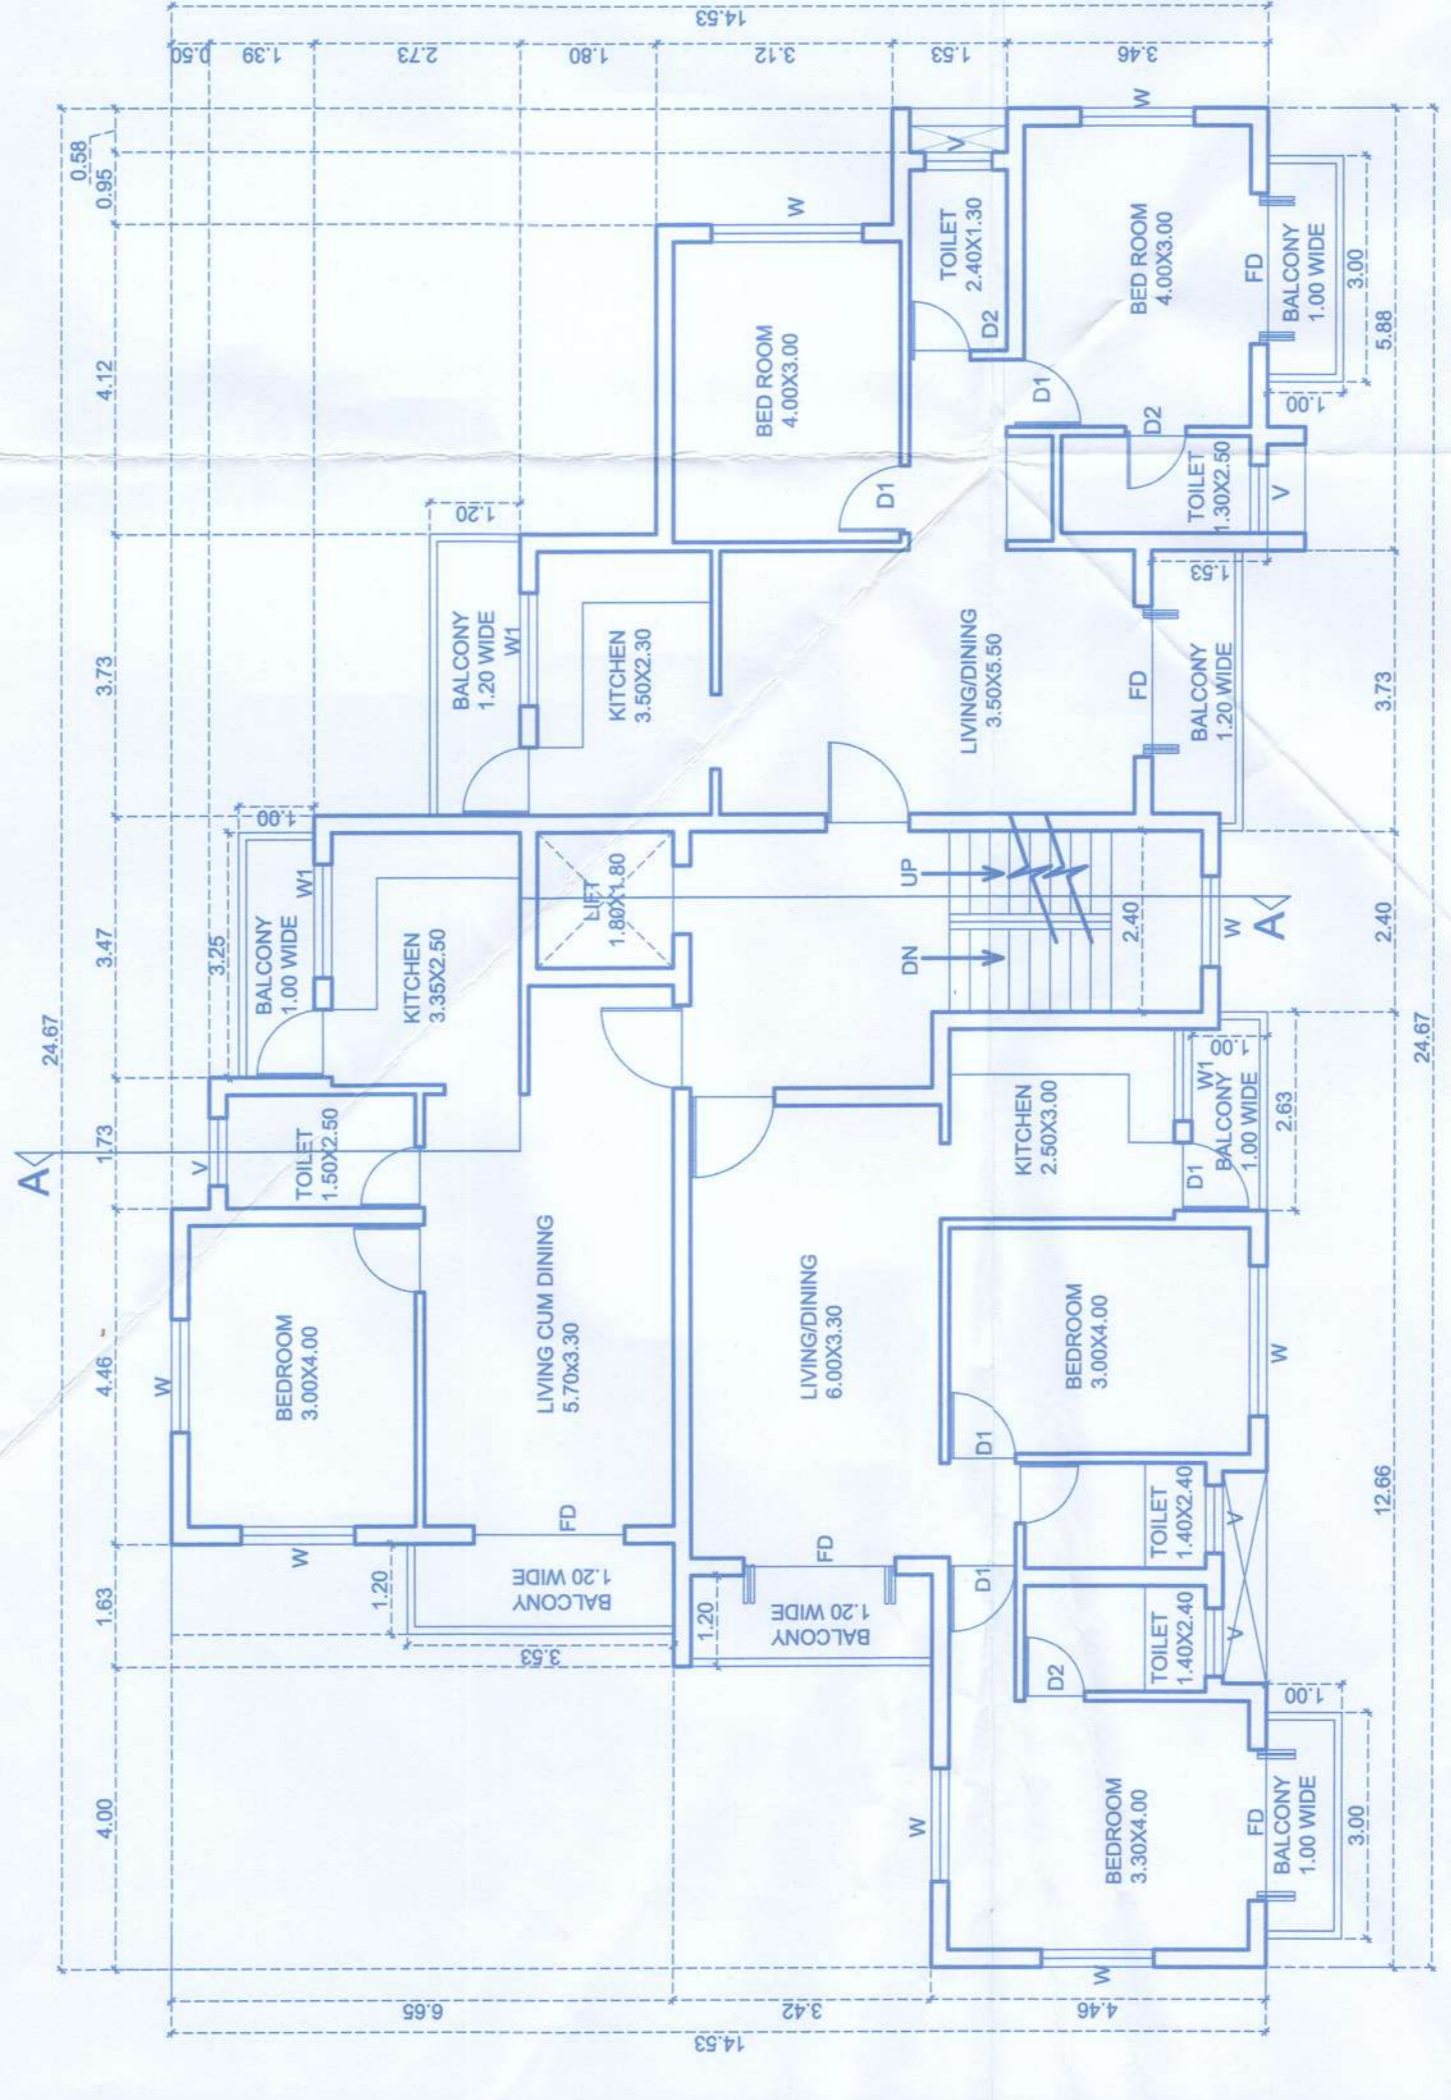 24.67
4.00
1.63
4.46
1.73
3.47
3.73
4.12
0.95
0.58
14.53
6.65
3.42
4.46
14.53
0.50
1.39
2.73
1.80
3.12
1.53
3.46
A
W
BEDROOM
3.00X4.00
W
V
TOILET
1.50X2.50
3.25
1.00
BALCONY
1.00 WIDE
W1
KITCHEN
3.35X2.50
LIFT
1.80X1.80
1.20
BALCONY
1.20 WIDE
W1
KITCHEN
3.50X2.30
BED ROOM
4.00X3.00
W
D1
TOILET
2.40X1.30
V
D2
BED ROOM
4.00X3.00
W
D1
D2
TOILET
1.30X2.50
V
FD
BALCONY
1.00 WIDE
3.00
1.00
5.88
LIVING/DINING
3.50X5.50
FD
BALCONY
1.20 WIDE
1.53
3.73
LIVING CUM DINING
5.70x3.30
FD
BALCONY
1.20 WIDE
1.20
3.53
LIVING/DINING
6.00X3.30
FD
BALCONY
1.20 WIDE
1.20
DN
UP
2.40
W
A
2.40
KITCHEN
2.50X3.00
W1
D1
BALCONY
1.00 WIDE
1.00
2.63
BEDROOM
3.00X4.00
W
D1
TOILET
1.40X2.40
V
D1
TOILET
1.40X2.40
V
D2
W
BEDROOM
3.30X4.00
W
FD
BALCONY
1.00 WIDE
3.00
1.00
12.66
24.67